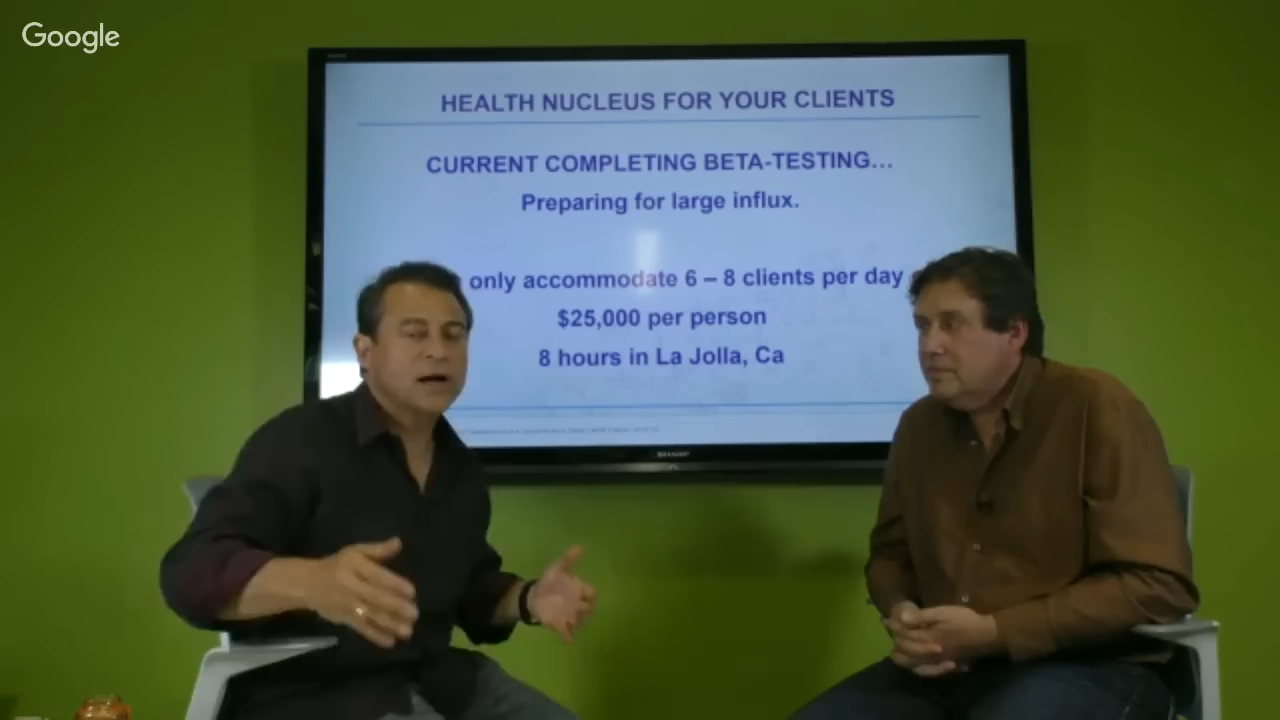 Google
HEALTH NUCLEUS FOR YOUR CLIENTS
CURRENT COMPLETING BETA-TESTING…
Preparing for large influx.
only accommodate 6 – 8 clients per day
$25,000 per person
8 hours in La Jolla, Ca
SHARP